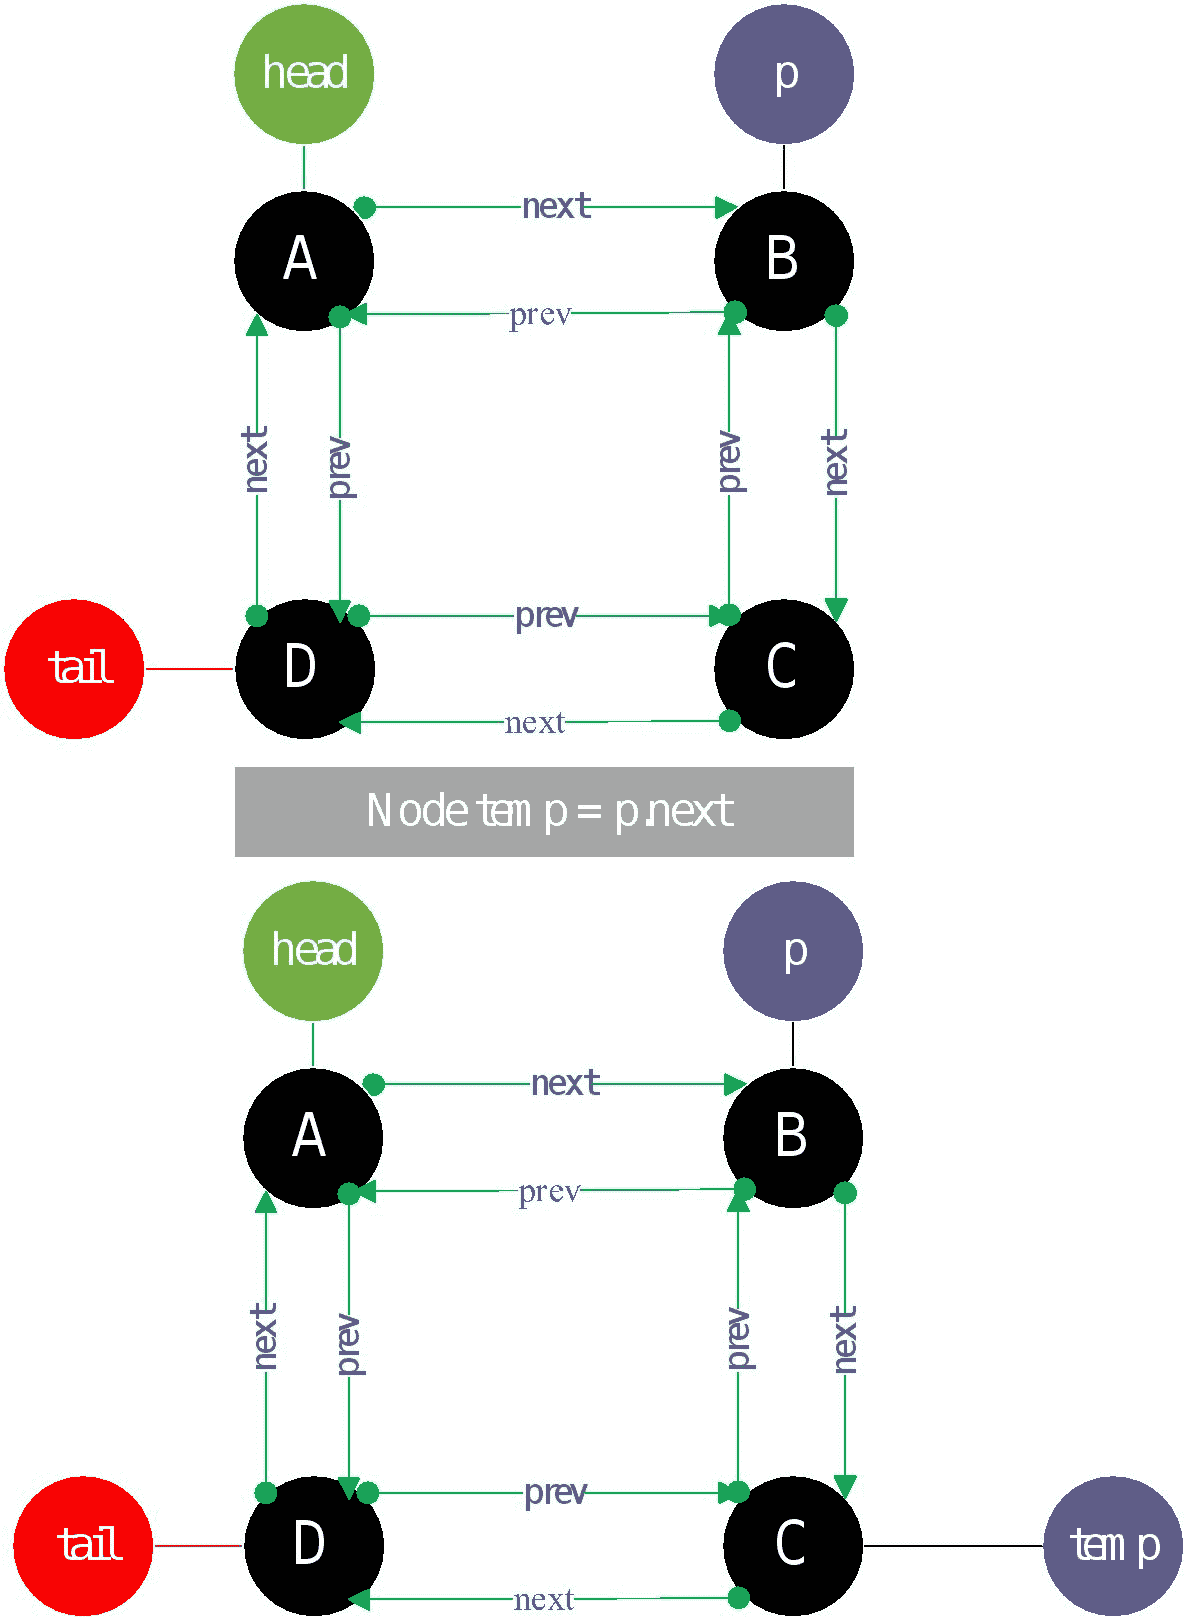 head p
next
A B
prev
next prev prev next
prev
tail D C
next
Node temp = p.next
head p
next
A B
prev
next prev prev next
prev
tail D C temp
next